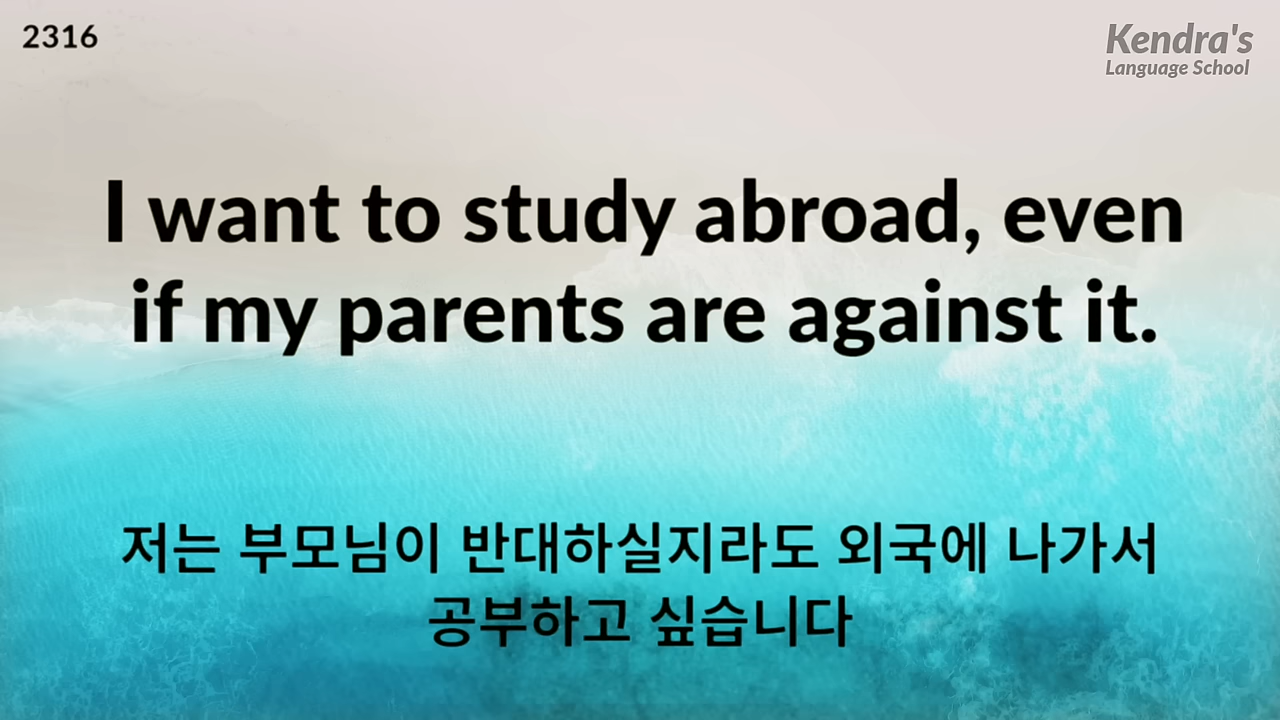 2316
Kendra's
Language School
I want to study abroad, even
if my parents are against it.
저는 부모님이 반대하실지라도 외국에 나가서
공부하고 싶습니다